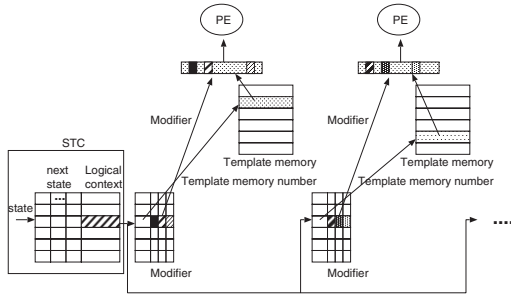 PE
PE
Modifier
Modifier
STC
Template memory
Template memory
next state
Logical context
Template memory number
Template memory number
...
state
....
Modifier
Modifier